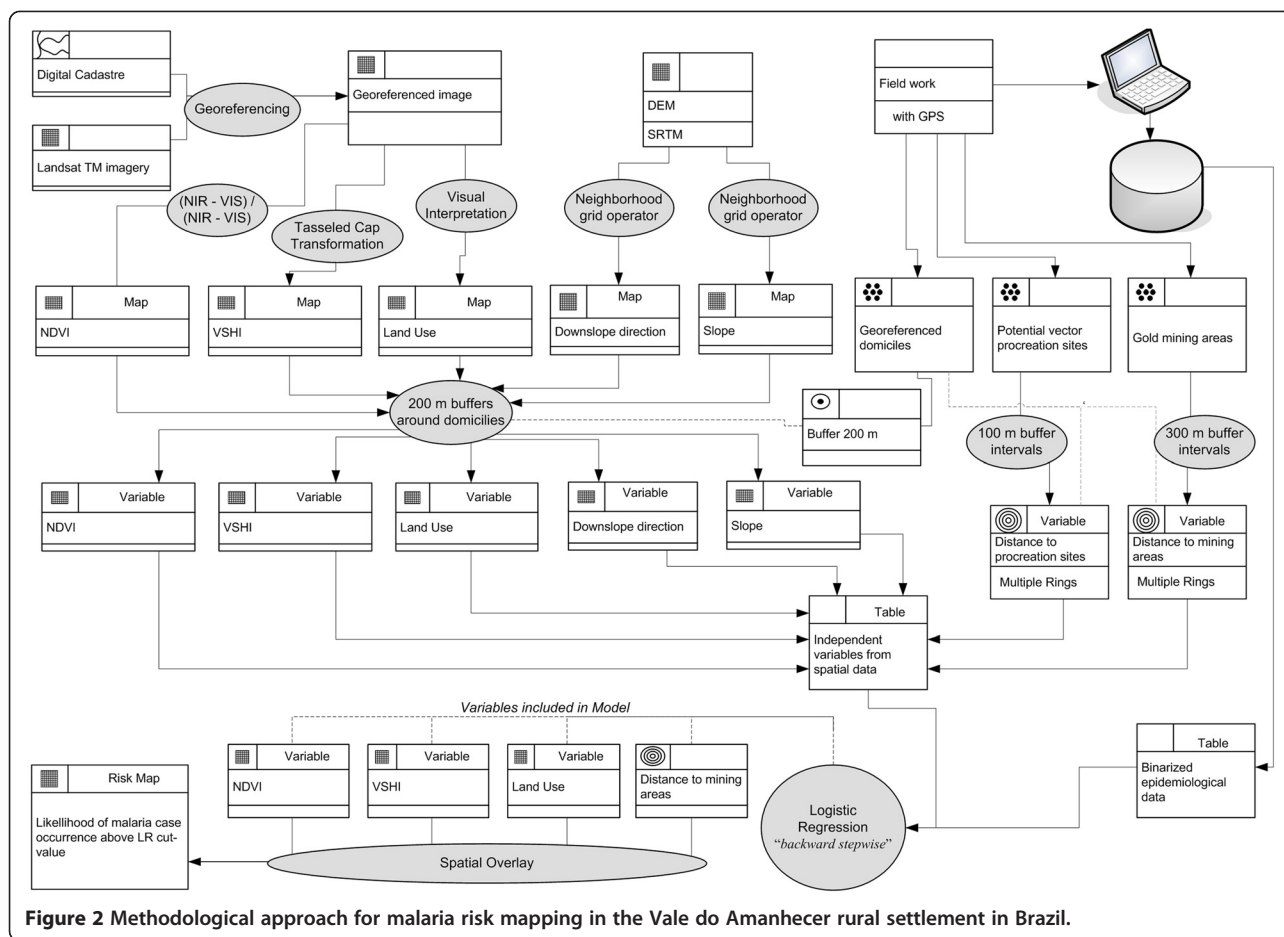 Digital Cadastre
Landsat TM imagery
Georeferencing
Georeferenced image
DEM
SRTM
Field work
with GPS
(NIR - VIS) /
(NIR - VIS)
Tasseled Cap
Transformation
Visual
Interpretation
Neighborhood
grid operator
Neighborhood
grid operator
Map
NDVI
Map
VSHI
Map
Land Use
Map
Downslope direction
Map
Slope
Georeferenced
domiciles
Potential vector
procreation sites
Gold mining areas
200 m buffers
around domicilies
Buffer 200 m
100 m buffer
intervals
300 m buffer
intervals
Variable
NDVI
Variable
VSHI
Variable
Land Use
Variable
Downslope direction
Variable
Slope
Variable
Distance to
procreation sites
Multiple Rings
Variable
Distance to mining
areas
Multiple Rings
Table
Independent
variables from
spatial data
Variables included in Model
Variable
NDVI
Variable
VSHI
Variable
Land Use
Distance to mining
areas
Logistic
Regression
“backward stepwise”
Table
Binarized
epidemiological
data
Risk Map
Likellihood of malaria case
occurrence above LR cut-
value
Spatial Overlay
Figure 2 Methodological approach for malaria risk mapping in the Vale do Amanhecer rural settlement in Brazil.